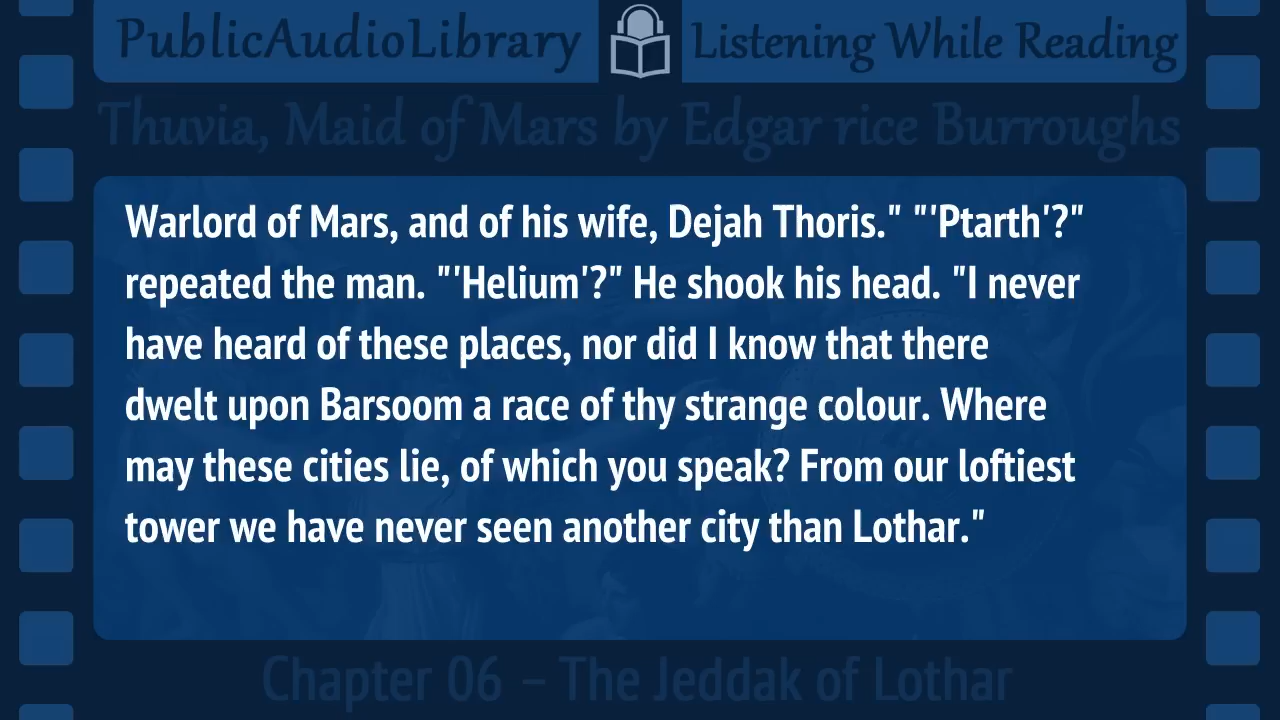 PublicAudioLibrary Listening While Reading
Thuvia, Maid of Mars by Edgar rice Burroughs
Warlord of Mars, and of his wife, Dejah Thoris." "'Ptarth'?"
repeated the man. "'Helium'?" He shook his head. "I never
have heard of these places, nor did I know that there
dwelt upon Barsoom a race of thy strange colour. Where
may these cities lie, of which you speak? From our loftiest
tower we have never seen another city than Lothar."
Chapter 06 – The Jeddak of Lothar